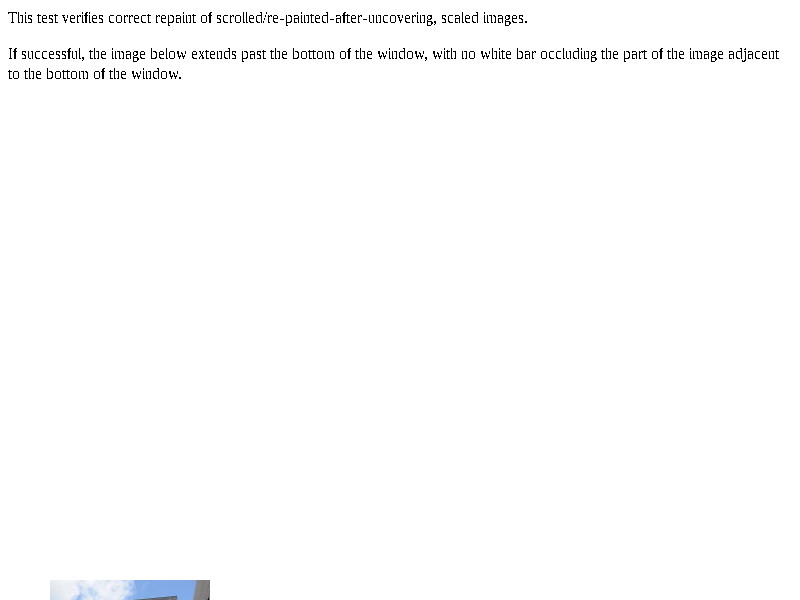 This test verifies correct repaint of scrolled/re-painted-after-uncovering, scaled images.
If successful, the image below extends past the bottom of the window, with no white bar occluding the part of the image adjacent
to the bottom of the window.